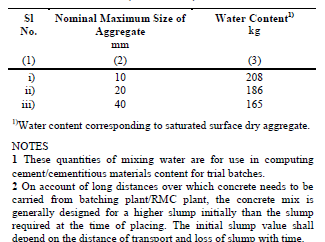 Sl Nominal Maximum Size of Water Content1)
No. Aggregate kg
mm
(1) (2) (3)
i) 10 208
ii) 20 186
iii) 40 165
1)Water content corresponding to saturated surface dry aggregate.
NOTES
1 These quantities of mixing water are for use in computing
cement/cementitious materials content for trial batches.
2 On account of long distances over which concrete needs to be
carried from batching plant/RMC plant, the concrete mix is
generally designed for a higher slump initially than the slump
required at the time of placing. The initial slump value shall
depend on the distance of transport and loss of slump with time.